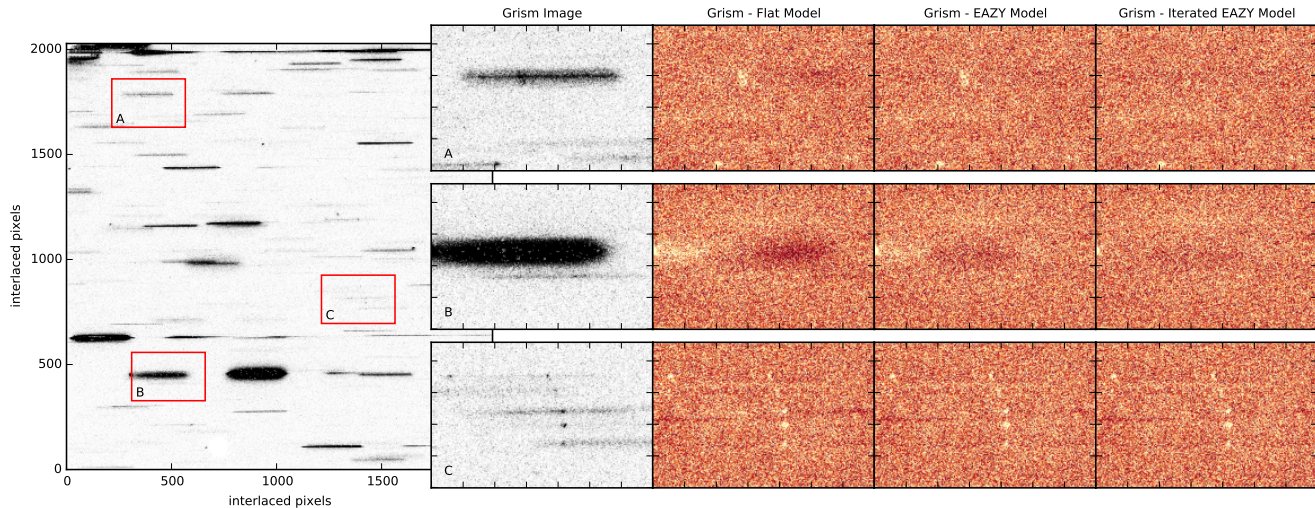 Grism Image
Grism - Flat Model
Grism - EAZY Model
Grism - Iterated EAZY Model
2000
1500
1000
500
0
interlaced pixels
0
500
1000
1500
interlaced pixels
A
B
C
A
B
C